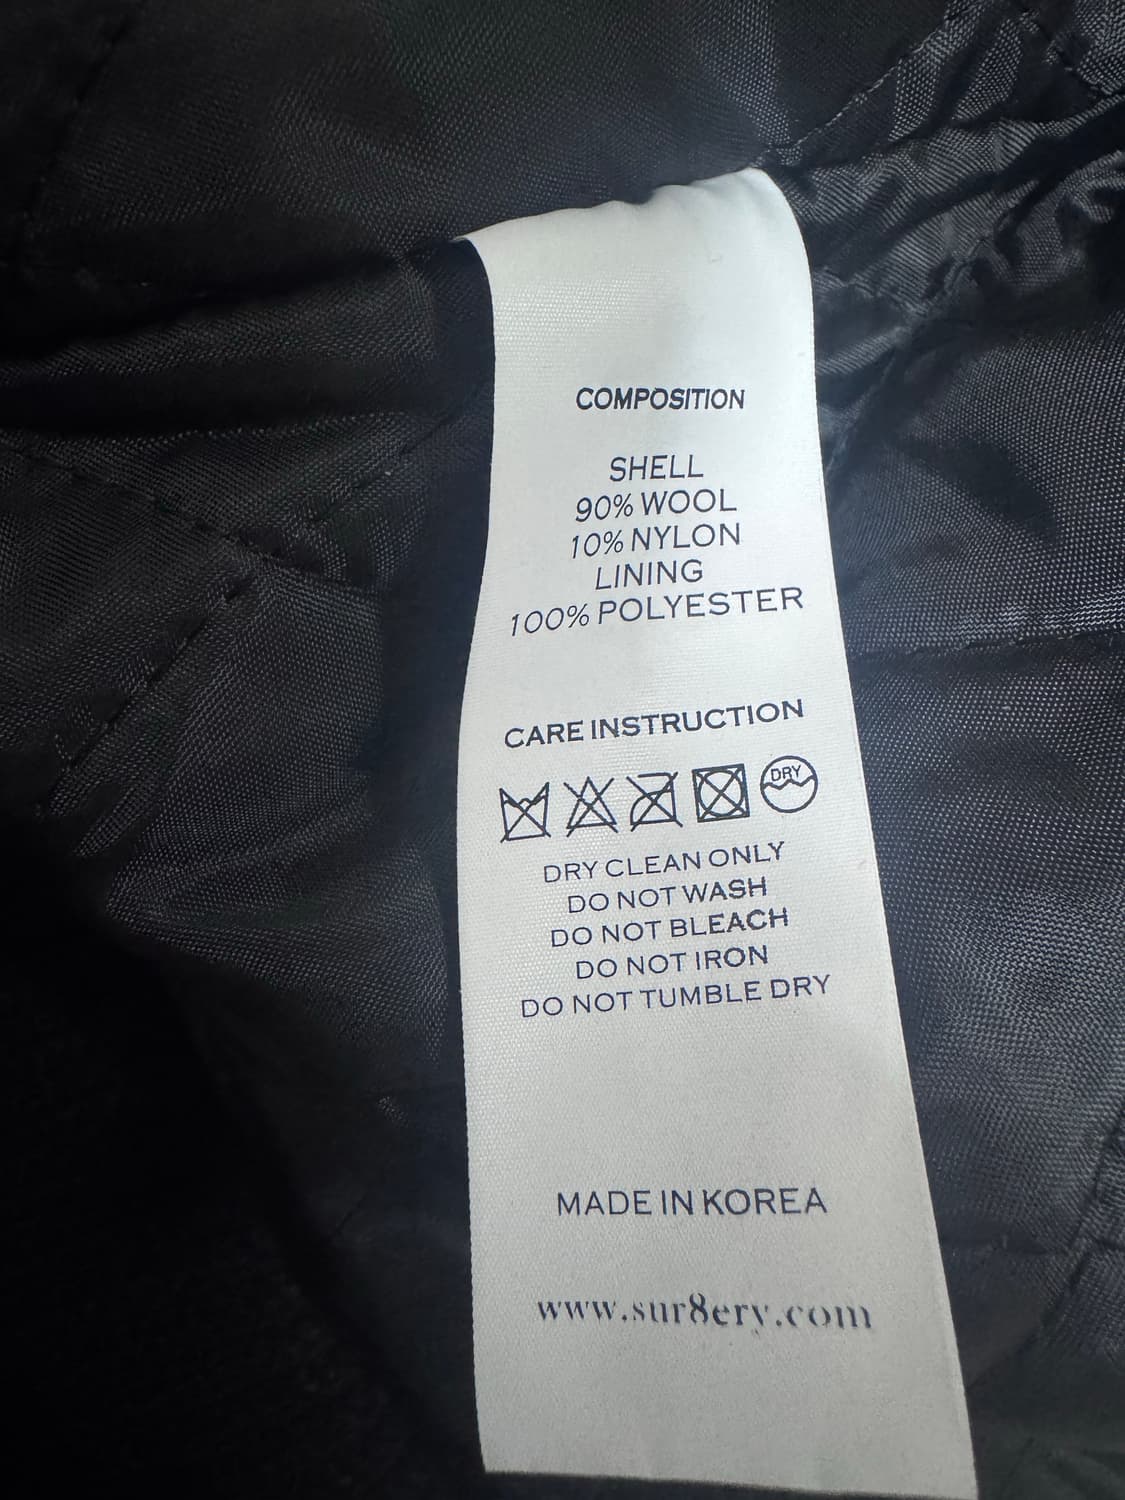 COMPOSITION
SHELL
90% WOOL
10% NYLON
LINING
100% POLYESTER
CARE INSTRUCTION
DRY
DRY CLEAN ONLY
DO NOT WASH
DO NOT BLEACH
DO NOT IRON
DO NOT TUMBLE DRY
MADE IN KOREA
www.sur8ery.com